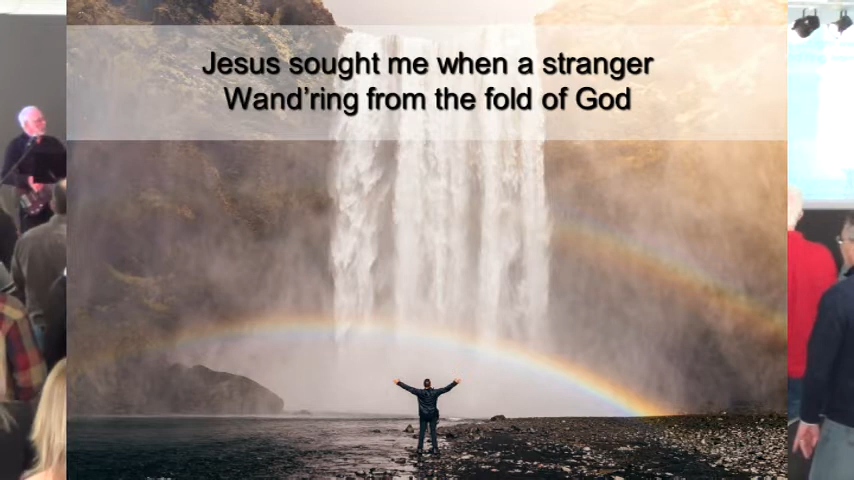 Jesus sought me when a stranger
Wand’ring from the fold of God